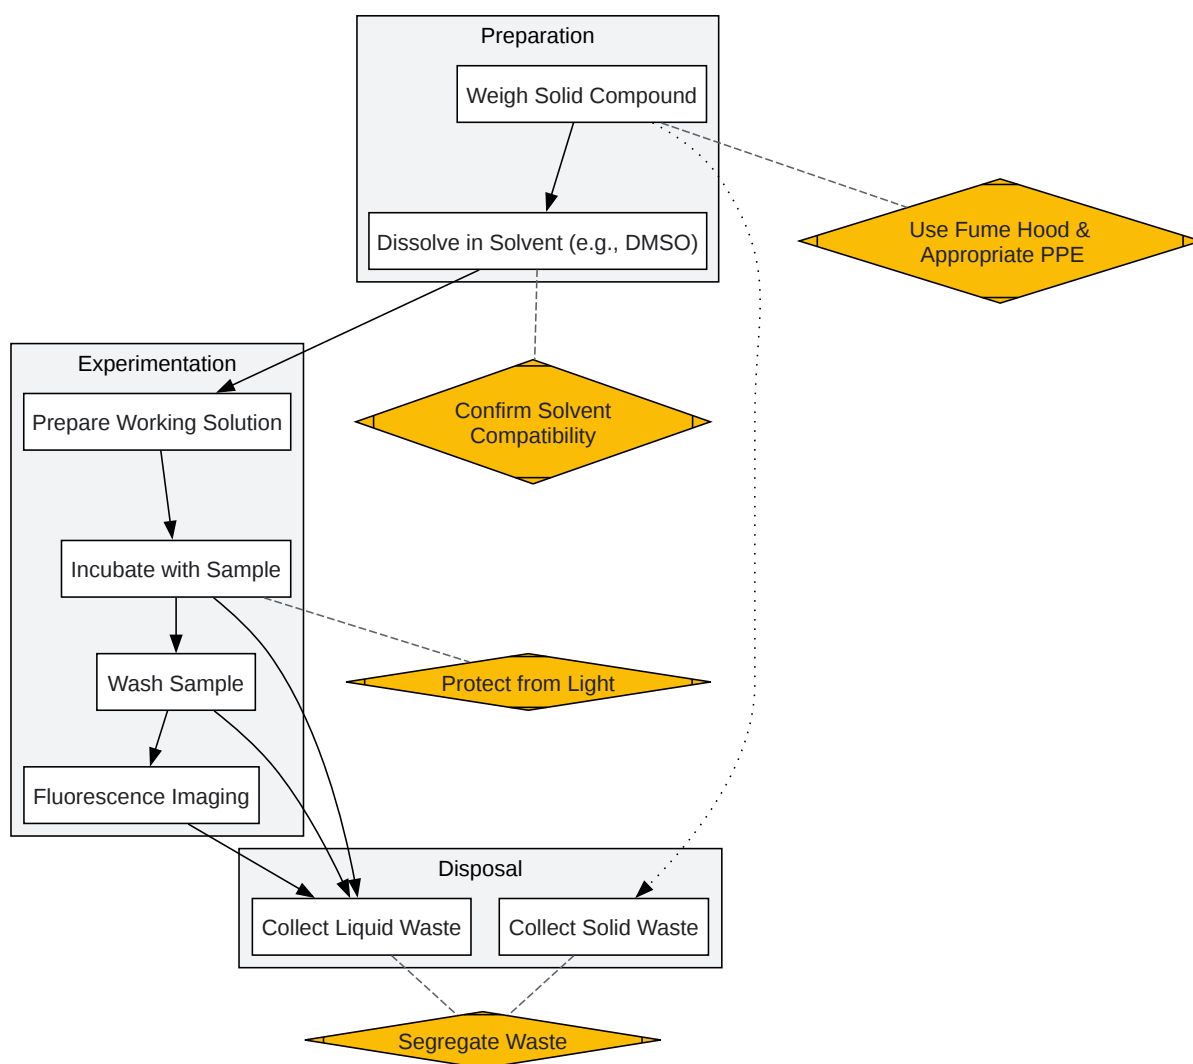 Preparation
Weigh Solid Compound
Use Fume Hood &
Appropriate PPE
Dissolve in Solvent (e.g., DMSO)
Experimentation
Prepare Working Solution
Confirm Solvent
Compatibility
Incubate with Sample
Wash Sample
Protect from Light
Fluorescence Imaging
Disposal
Collect Liquid Waste
Collect Solid Waste
Segregate Waste